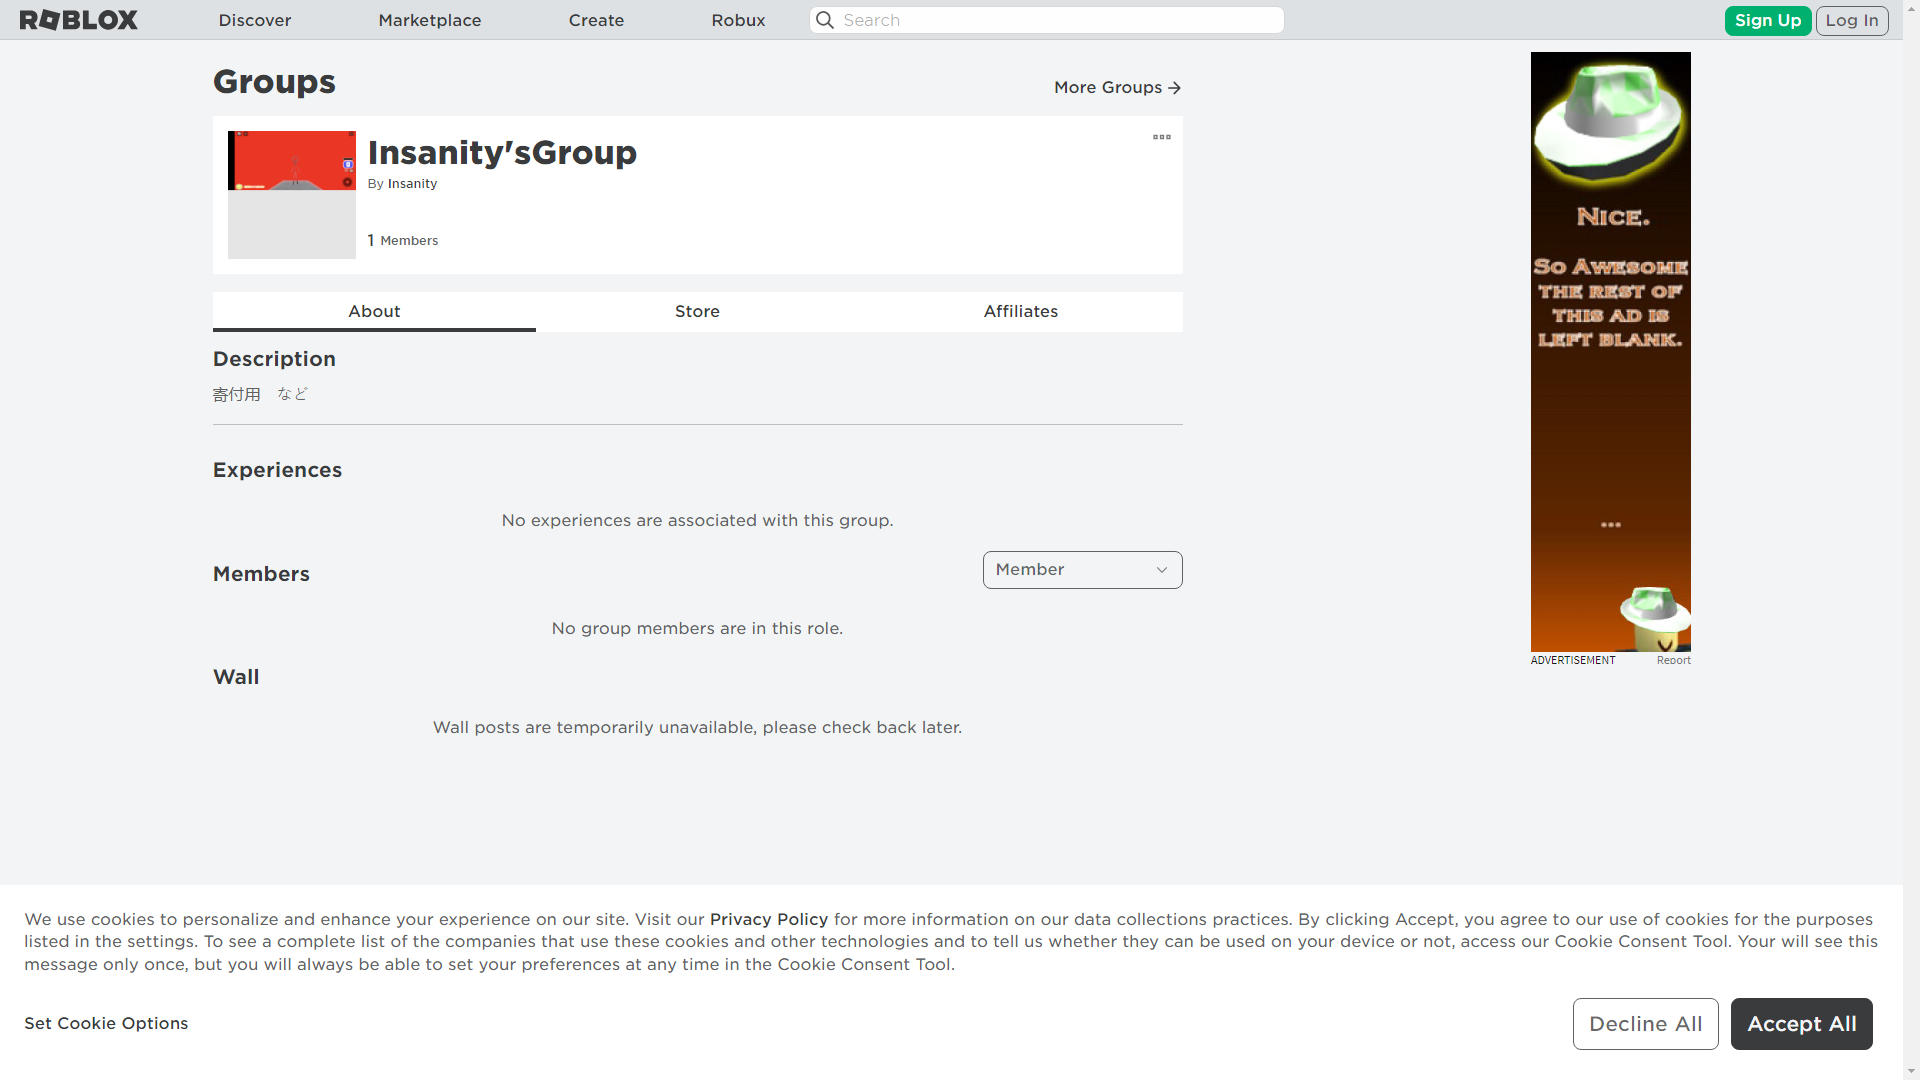 ROBLOX
Discover
Marketplace
Create
Robux
Search
Sign Up
Log In
Groups
More Groups
Insanity'sGroup
By Insanity
1 Members
About
Store
Affiliates
Description
寄付用　など
Experiences
No experiences are associated with this group.
Members
Member
No group members are in this role.
Wall
Wall posts are temporarily unavailable, please check back later.
Nice.
So Awesome
the rest of
this ad is
left blank.
...
ADVERTISEMENT
Report
We use cookies to personalize and enhance your experience on our site. Visit our Privacy Policy for more information on our data collections practices. By clicking Accept, you agree to our use of cookies for the purposes
listed in the settings. To see a complete list of the companies that use these cookies and other technologies and to tell us whether they can be used on your device or not, access our Cookie Consent Tool. Your will see this
message only once, but you will always be able to set your preferences at any time in the Cookie Consent Tool.
Set Cookie Options
Decline All
Accept All